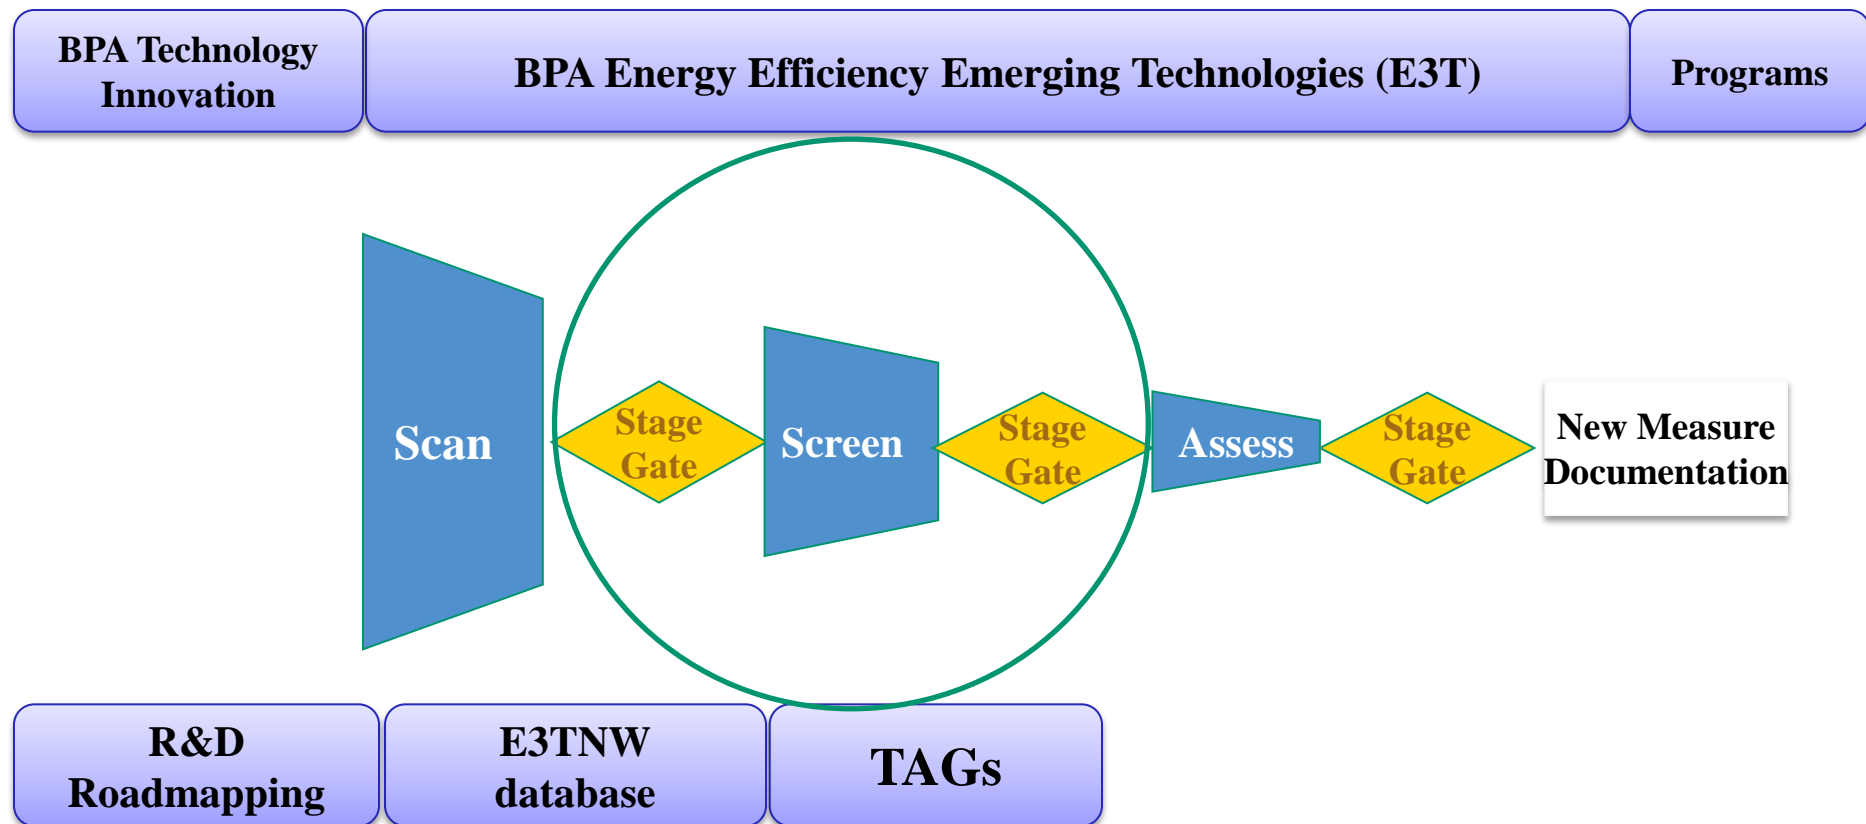 BPA Technology
Innovation
BPA Energy Efficiency Emerging Technologies (E3T)
Programs
Scan
Stage
Gate
Screen
Stage
Gate
Assess
Stage
Gate
New Measure
Documentation
R&D
Roadmapping
E3TNW
database
TAGs